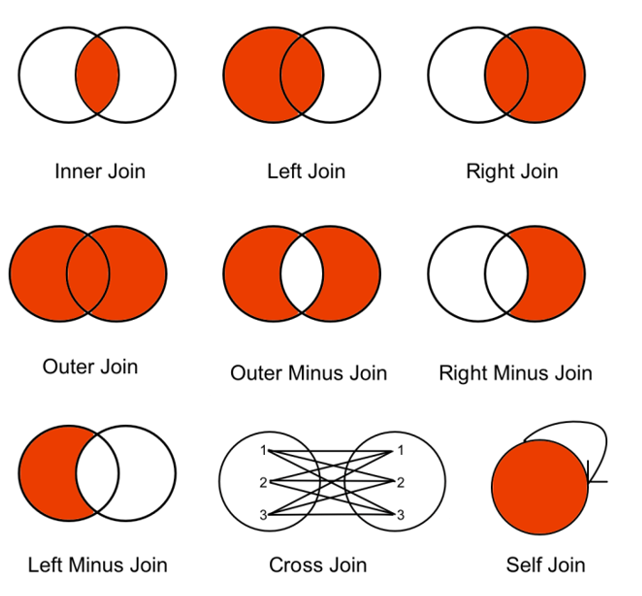 Inner Join
Left Join
Right Join
Outer Join
Outer Minus Join
Right Minus Join
1 1
2 2
3 3
Left Minus Join
Cross Join
Self Join